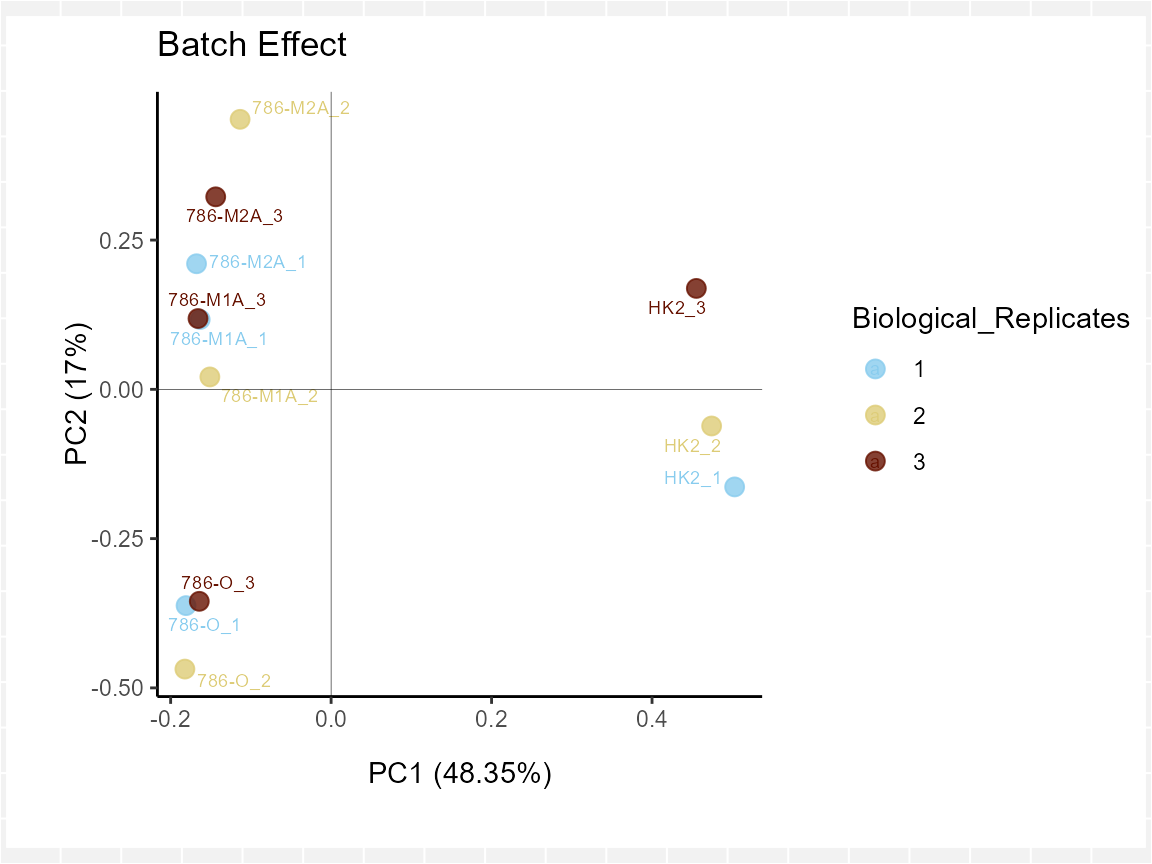 Batch Effect
786-M2A_2
786-M2A_3
0.25
786-M2A_1
786-M1A_3
HK2_3
786-M1A_1
0.00
786-M1A_2
PC2 (17%)
HK2_2
HK2_1
-0.25
786-O_3
786-O_1
786-O_2
-0.50
-0.2
0.0
0.2
0.4
PC1 (48.35%)
Biological_Replicates
a 1
a 2
a 3